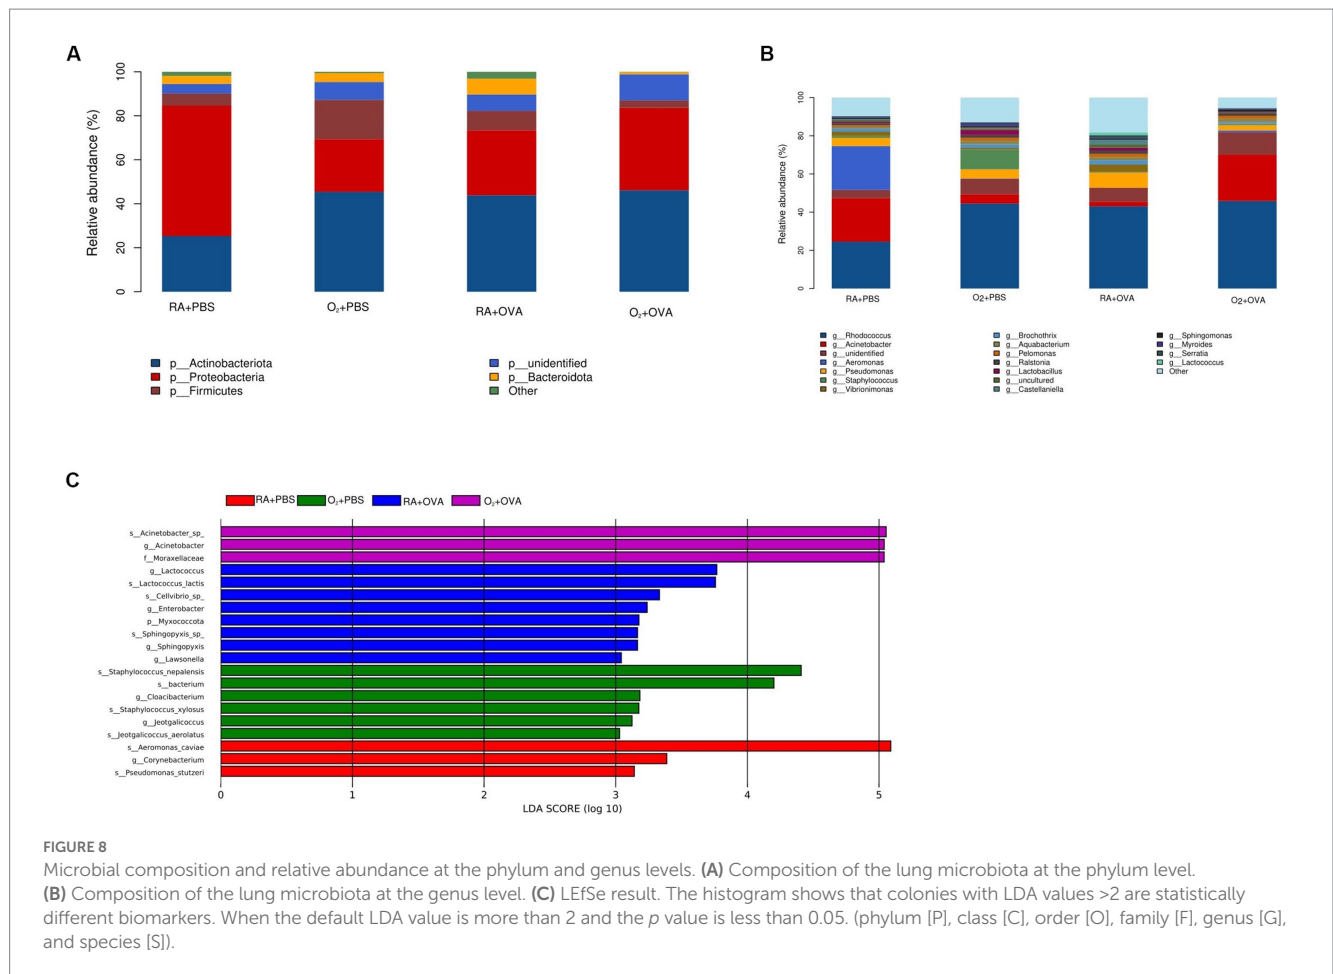 A
Relative abundance (%)
100
80
60
40
20
0
RA+PBS
O₂+PBS
RA+OVA
O₂+OVA
p__Actinobacteriota
p__Proteobacteria
p__Firmicutes
p__unidentified
p__Bacteroidota
Other
B
Relative abundance (%)
100
80
60
40
20
0
RA+PBS
O2+PBS
RA+OVA
O2+OVA
g__Rhodococcus
g__Acinetobacter
g__unidentified
g__Aeromonas
g__Pseudomonas
g__Staphylococcus
g__Vibrionimonas
g__Brochothrix
g__Aquabacterium
g__Pelomonas
g__Ralstonia
g__Lactobacillus
g__uncultured
g__Castellaniella
g__Sphingomonas
g__Myroides
g__Serratia
g__Lactococcus
Other
C
RA+PBS O₂+PBS RA+OVA O₂+OVA
s__Acinetobacter_sp_
g__Acinetobacter
f__Moraxellaceae
g__Lactococcus
s__Lactococcus_lactis
s__Cellvibrio_sp_
g__Enterobacter
p__Myxococcota
s__Sphingopyxis_sp_
g__Sphingopyxis
g__Lawsonella
s__Staphylococcus_nepalensis
s__bacterium
g__Cloacibacterium
s__Staphylococcus_xylosus
g__Jeotgalicoccus
s__Jeotgalicoccus_aerolatus
s__Aeromonas_caviae
g__Corynebacterium
s__Pseudomonas_stutzeri
0 1 2 3 4 5
LDA SCORE (log 10)
FIGURE 8
Microbial composition and relative abundance at the phylum and genus levels. (A) Composition of the lung microbiota at the phylum level.
(B) Composition of the lung microbiota at the genus level. (C) LEfSe result. The histogram shows that colonies with LDA values >2 are statistically
different biomarkers. When the default LDA value is more than 2 and the p value is less than 0.05. (phylum [P], class [C], order [O], family [F], genus [G],
and species [S]).